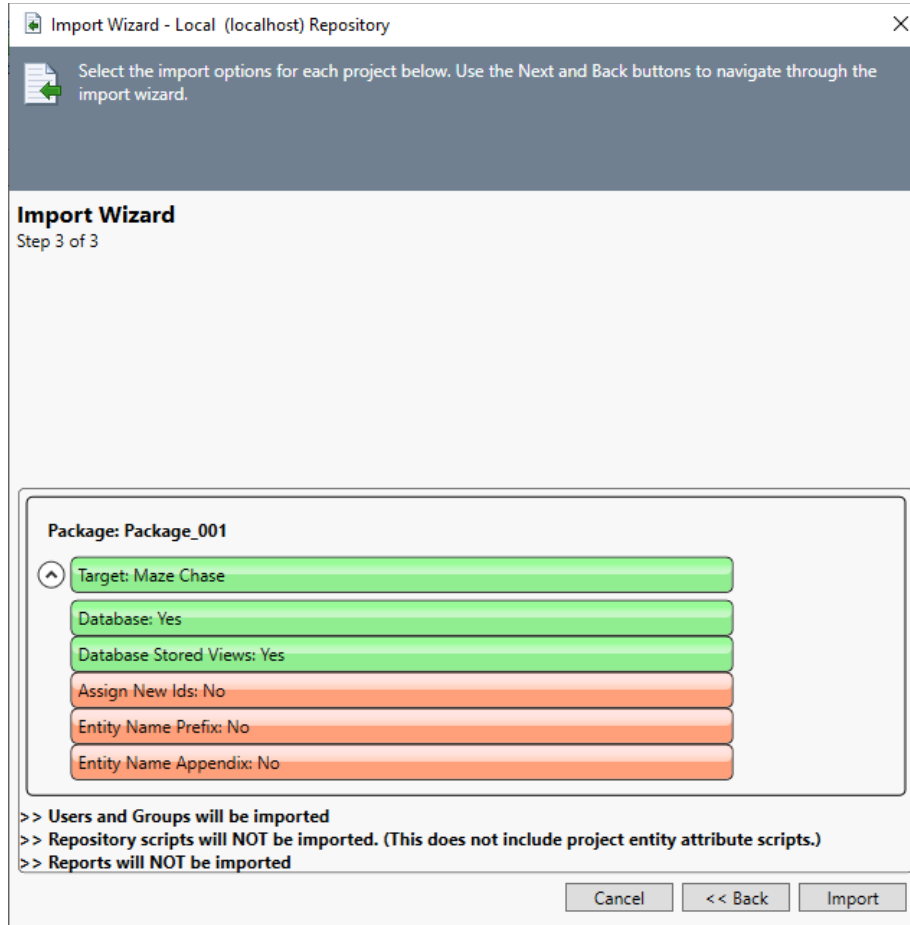 Import Wizard - Local  (localhost) Repository
Select the import options for each project below. Use the Next and Back buttons to navigate through the
import wizard.
Import Wizard
Step 3 of 3
Package: Package_001
Target: Maze Chase
Database: Yes
Database Stored Views: Yes
Assign New Ids: No
Entity Name Prefix: No
Entity Name Appendix: No
>> Users and Groups will be imported
>> Repository scripts will NOT be imported. (This does not include project entity attribute scripts.)
>> Reports will NOT be imported
Cancel
<< Back
Import